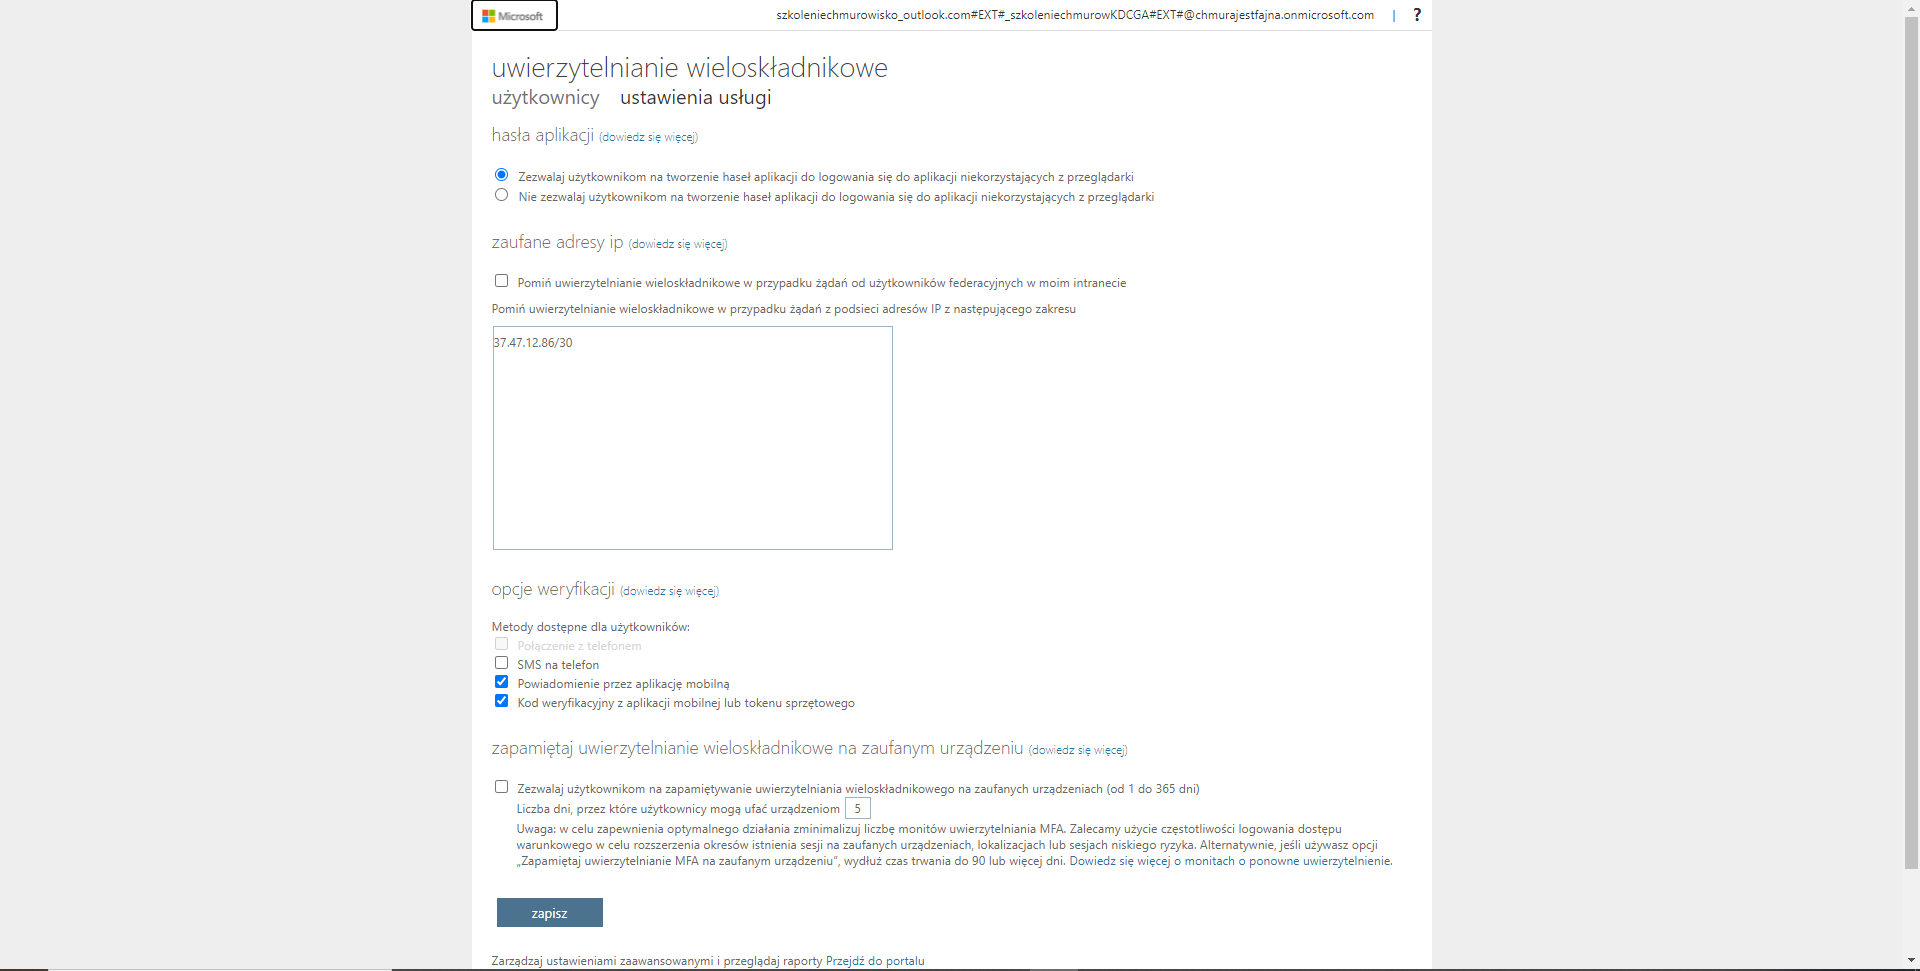 Microsoft
szkoleniechmurowisko_outlook.com#EXT#_szkoleniechmurowKDCGA#EXT#@chmurajestfajna.onmicrosoft.com | ?
uwierzytelnianie wieloskładnikowe
użytkownicy ustawienia usługi
hasła aplikacji (dowiedz się więcej)
Zezwalaj użytkownikom na tworzenie haseł aplikacji do logowania się do aplikacji niekorzystających z przeglądarki
Nie zezwalaj użytkownikom na tworzenie haseł aplikacji do logowania się do aplikacji niekorzystających z przeglądarki
zaufane adresy ip (dowiedz się więcej)
Pomiń uwierzytelnianie wieloskładnikowe w przypadku żądań od użytkowników federacyjnych w moim intranecie
Pomiń uwierzytelnianie wieloskładnikowe w przypadku żądań z podsieci adresów IP z następującego zakresu
37.47.12.86/30
opcje weryfikacji (dowiedz się więcej)
Metody dostępne dla użytkowników:
Połączenie z telefonem
SMS na telefon
Powiadomienie przez aplikację mobilną
Kod weryfikacyjny z aplikacji mobilnej lub tokenu sprzętowego
zapamiętaj uwierzytelnianie wieloskładnikowe na zaufanym urządzeniu (dowiedz się więcej)
Zezwalaj użytkownikom na zapamiętywanie uwierzytelniania wieloskładnikowego na zaufanych urządzeniach (od 1 do 365 dni)
Liczba dni, przez które użytkownicy mogą ufać urządzeniom 5
Uwaga: w celu zapewnienia optymalnego działania zminimalizuj liczbę monitów uwierzytelniania MFA. Zalecamy użycie częstotliwości logowania dostępu
warunkowego w celu rozszerzenia okresów istnienia sesji na zaufanych urządzeniach, lokalizacjach lub sesjach niskiego ryzyka. Alternatywnie, jeśli używasz opcji
„Zapamiętaj uwierzytelnianie MFA na zaufanym urządzeniu”, wydłuż czas trwania do 90 lub więcej dni. Dowiedz się więcej o monitach o ponowne uwierzytelnienie.
zapisz
Zarządzaj ustawieniami zaawansowanymi i przeglądaj raporty Przejdź do portalu